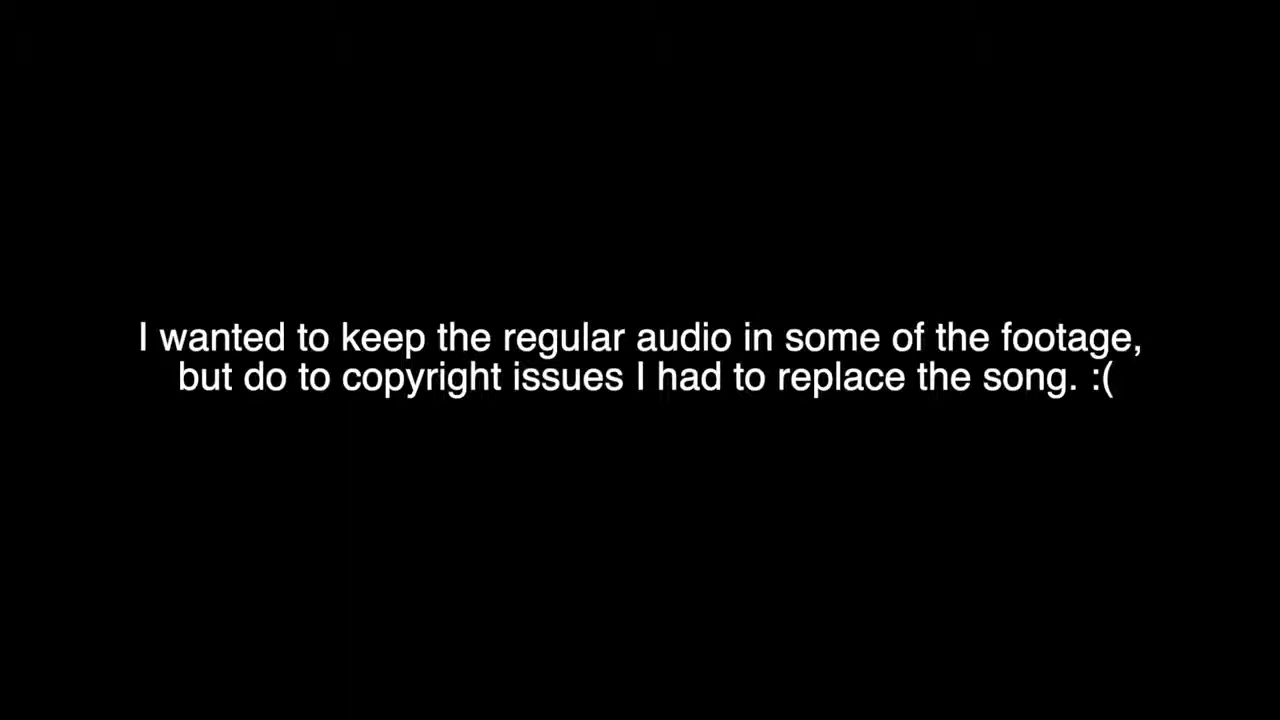 I wanted to keep the regular audio in some of the footage,
but do to copyright issues I had to replace the song. :(